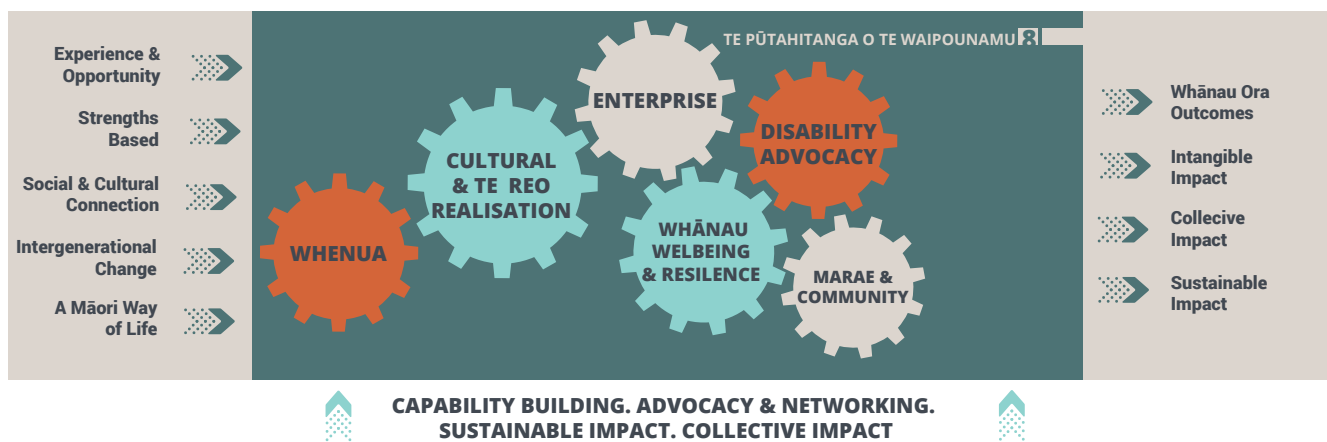 Experience &
Opportunity
Strengths
Based
Social & Cultural
Connection
Intergenerational
Change
A Māori Way
of Life
TE PŪTAHITANGA O TE WAIPOUNAMU 8
ENTERPRISE
DISABILITY
ADVOCACY
CULTURAL
& TE REO
REALISATION
WHENUA
WHĀNAU
WELBEING
& RESILENCE
MARAE &
COMMUNITY
Whānau Ora
Outcomes
Intangible
Impact
Collecive
Impact
Sustainable
Impact
CAPABILITY BUILDING. ADVOCACY & NETWORKING.
SUSTAINABLE IMPACT. COLLECTIVE IMPACT